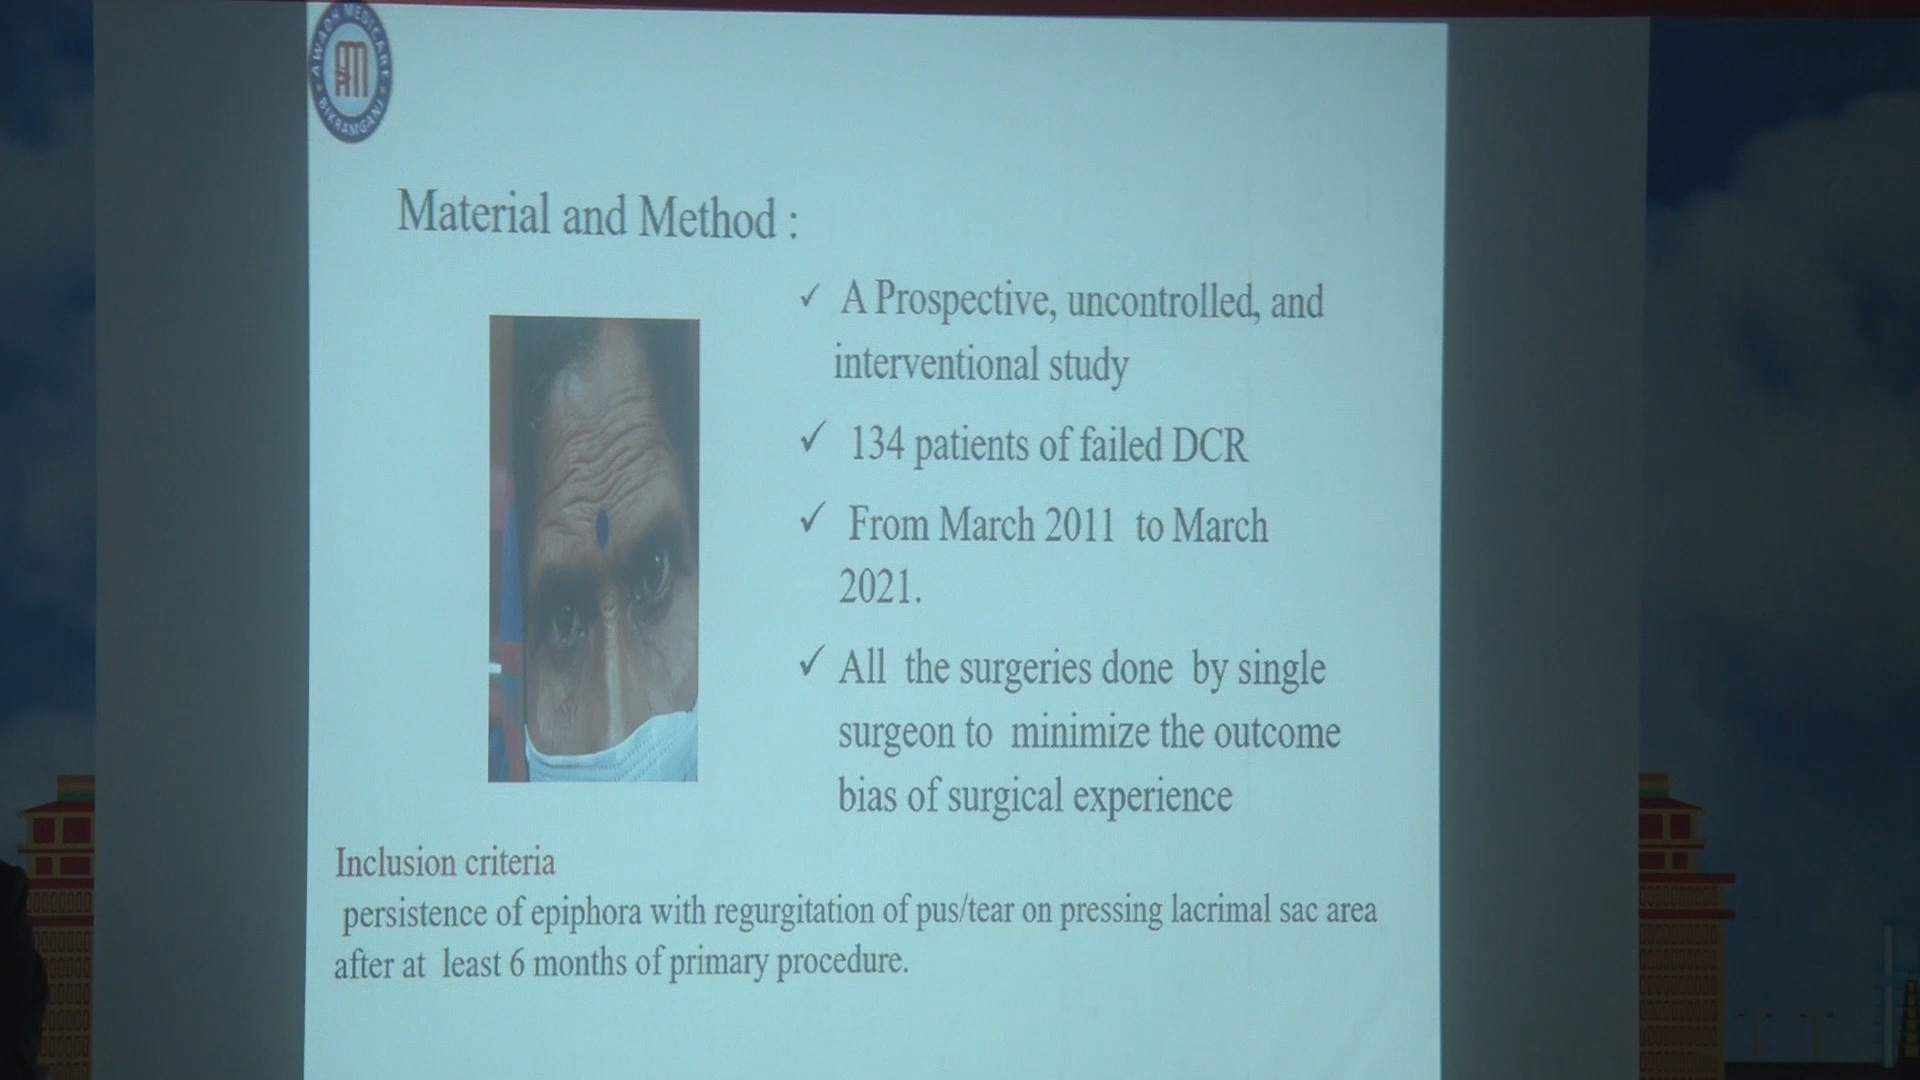 AWADH MEDICARE
BIKRAMGANJ
Material and Method :
✓ A Prospective, uncontrolled, and
interventional study
✓ 134 patients of failed DCR
✓ From March 2011 to March
2021.
✓ All the surgeries done by single
surgeon to minimize the outcome
bias of surgical experience
Inclusion criteria
persistence of epiphora with regurgitation of pus/tear on pressing lacrimal sac area
after at least 6 months of primary procedure.